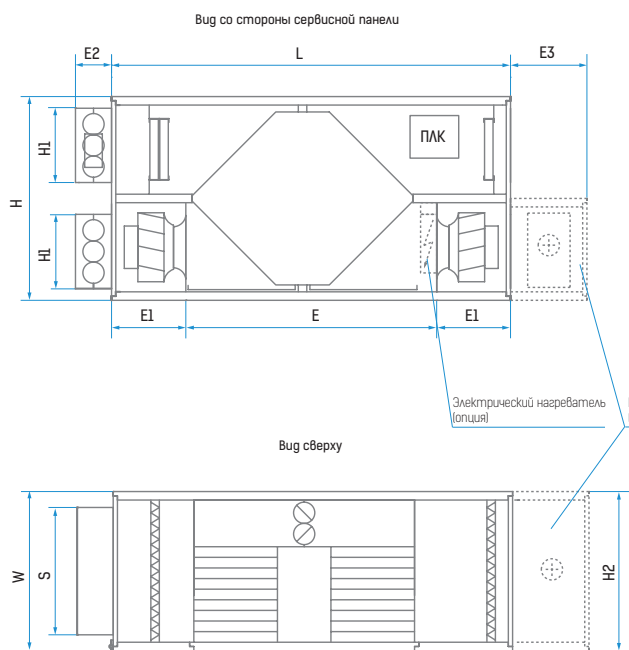 Вид со стороны сервисной панели
E2
L
E3
H1
ПЛК
H
H1
E1
E
E1
Электрический нагреватель
(опция)
Вид сверху
W
S
H2